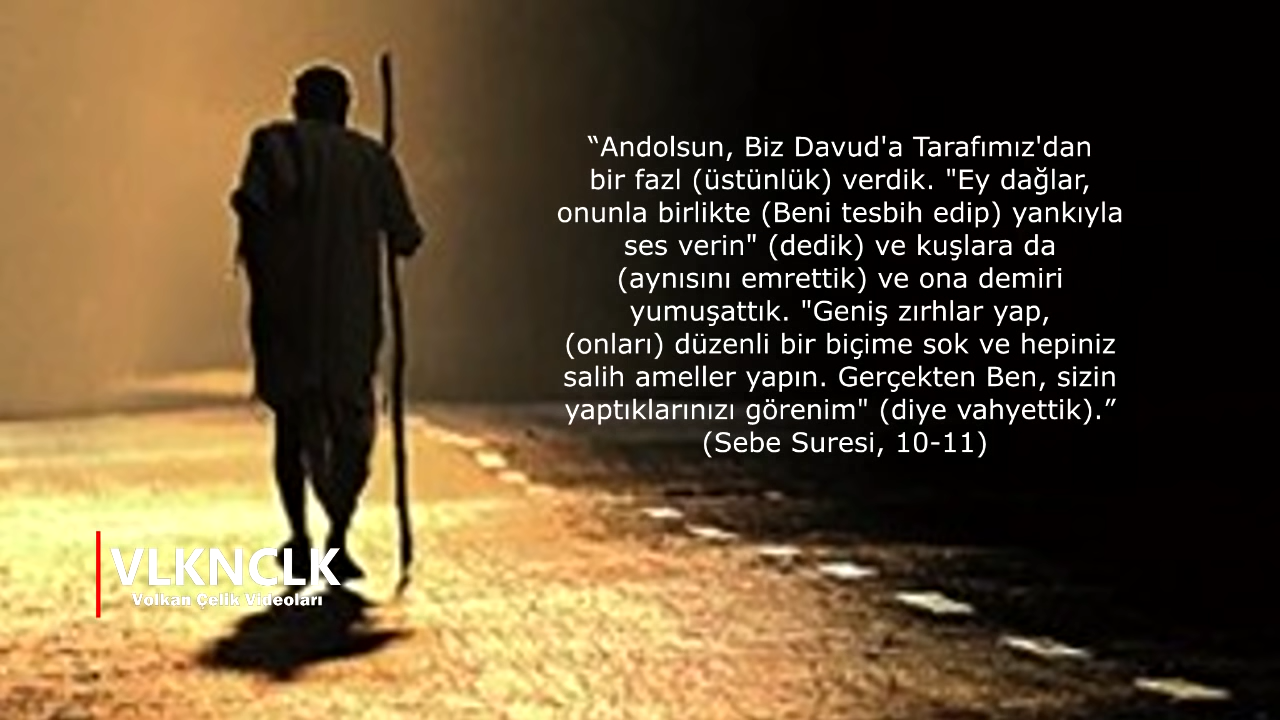 “Andolsun, Biz Davud'a Tarafımız'dan
bir fazl (üstünlük) verdik. "Ey dağlar,
onunla birlikte (Beni tesbih edip) yankıyla
ses verin" (dedik) ve kuşlara da
(aynısını emrettik) ve ona demiri
yumuşattık. "Geniş zırhlar yap,
(onları) düzenli bir biçime sok ve hepiniz
salih ameller yapın. Gerçekten Ben, sizin
yaptıklarınızı görenim" (diye vahyettik).”
(Sebe Suresi, 10-11)
VLKNÇLK
Volkan Çelik Videoları